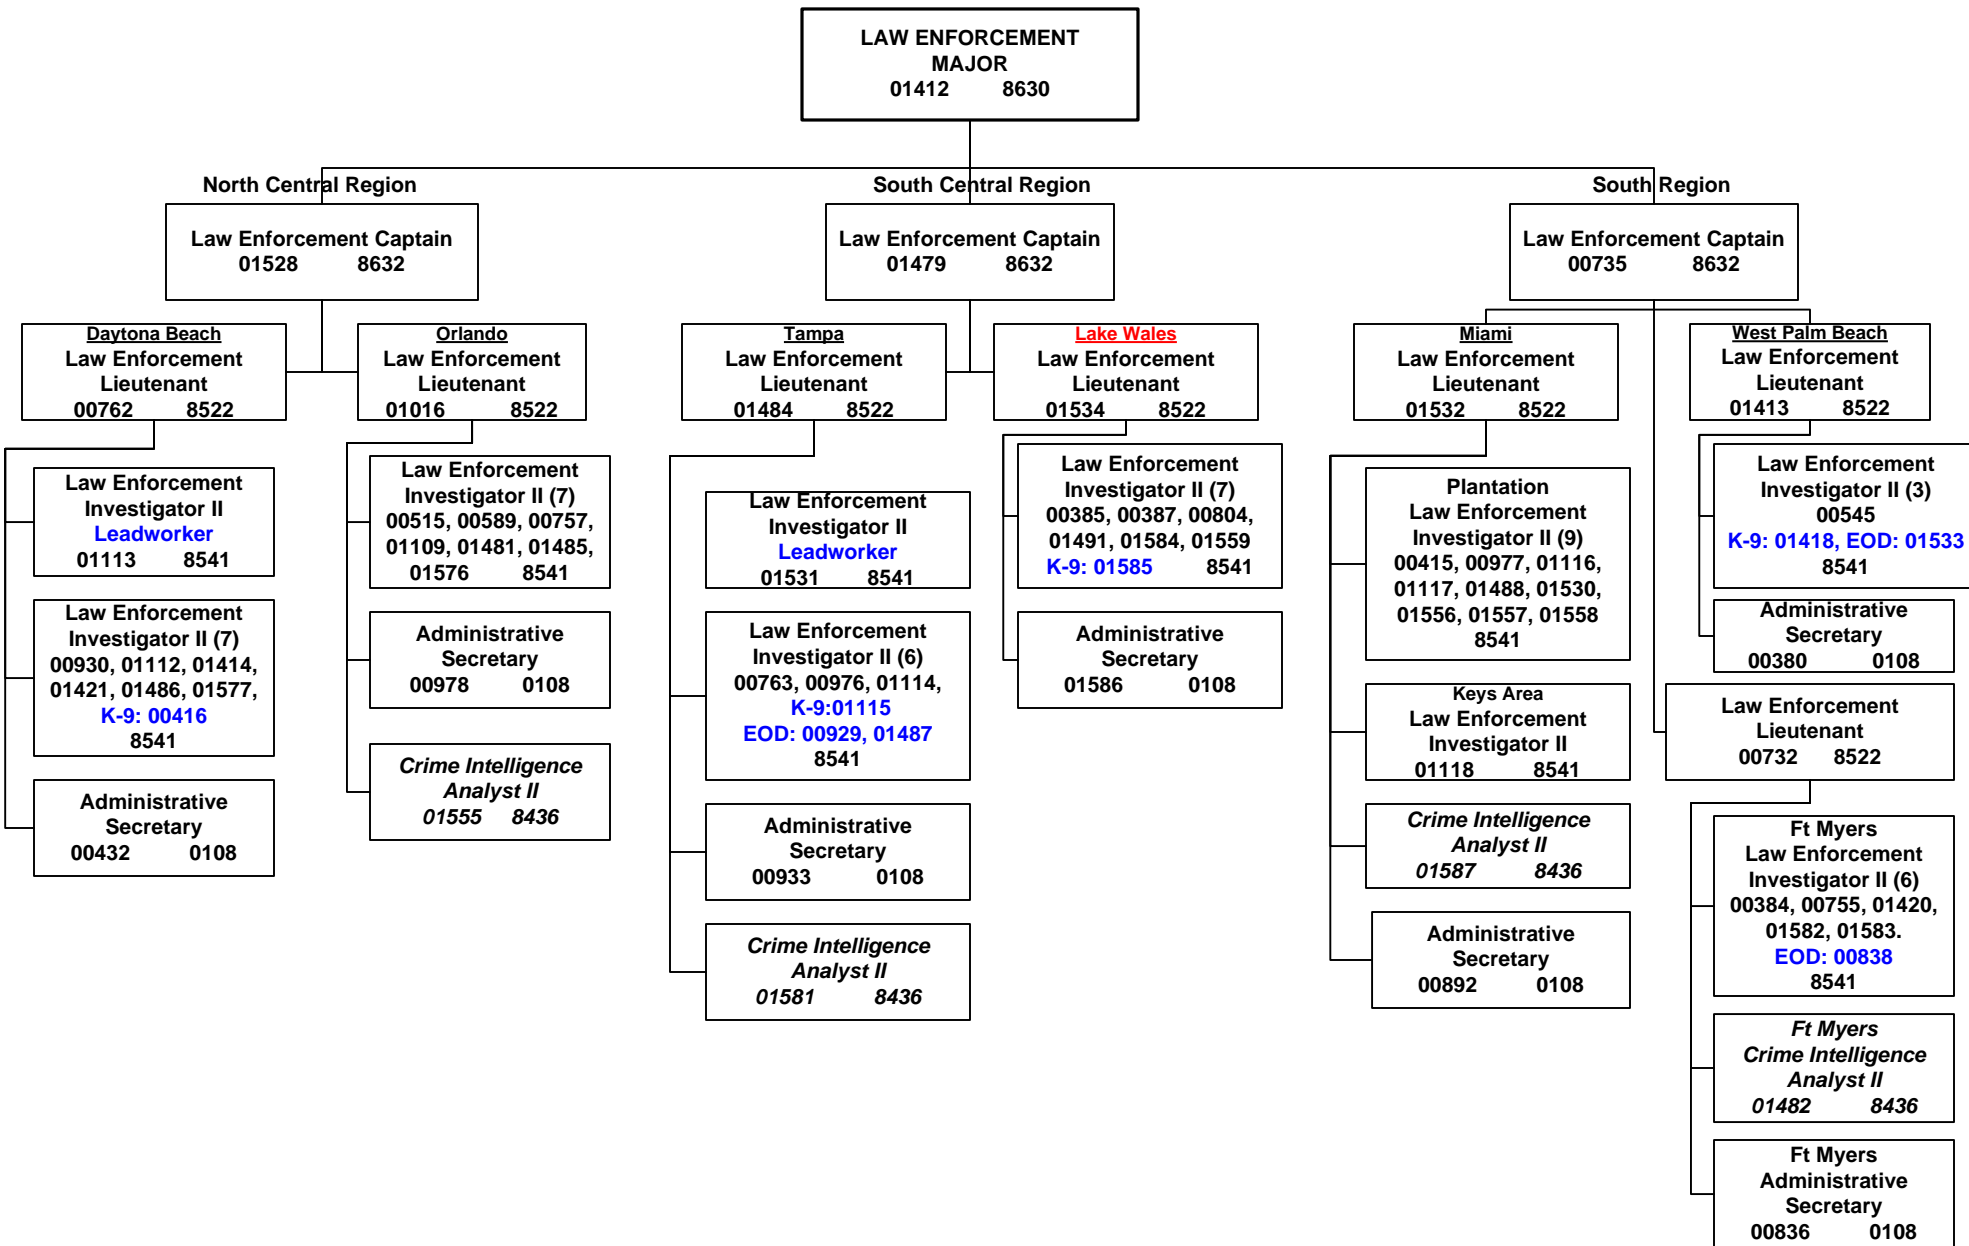 LAW ENFORCEMENT
MAJOR
01412 8630
North Central Region
Law Enforcement Captain
01528 8632
Daytona Beach
Law Enforcement
Lieutenant
00762 8522
Law Enforcement
Investigator II
Leadworker
01113 8541
Law Enforcement
Investigator II (7)
00930, 01112, 01414,
01421, 01486, 01577,
K-9: 00416
8541
Administrative
Secretary
00432 0108
Orlando
Law Enforcement
Lieutenant
01016 8522
Law Enforcement
Investigator II (7)
00515, 00589, 00757,
01109, 01481, 01485,
01576 8541
Administrative
Secretary
00978 0108
Crime Intelligence
Analyst II
01555 8436
South Central Region
Law Enforcement Captain
01479 8632
Tampa
Law Enforcement
Lieutenant
01484 8522
Law Enforcement
Investigator II
Leadworker
01531 8541
Law Enforcement
Investigator II (6)
00763, 00976, 01114,
K-9:01115
EOD: 00929, 01487
8541
Administrative
Secretary
00933 0108
Crime Intelligence
Analyst II
01581 8436
Lake Wales
Law Enforcement
Lieutenant
01534 8522
Law Enforcement
Investigator II (7)
00385, 00387, 00804,
01491, 01584, 01559
K-9: 01585 8541
Administrative
Secretary
01586 0108
South Region
Law Enforcement Captain
00735 8632
Miami
Law Enforcement
Lieutenant
01532 8522
Plantation
Law Enforcement
Investigator II (9)
00415, 00977, 01116,
01117, 01488, 01530,
01556, 01557, 01558
8541
Keys Area
Law Enforcement
Investigator II
01118 8541
Crime Intelligence
Analyst II
01587 8436
Administrative
Secretary
00892 0108
West Palm Beach
Law Enforcement
Lieutenant
01413 8522
Law Enforcement
Investigator II (3)
00545
K-9: 01418, EOD: 01533
8541
Administrative
Secretary
00380 0108
Law Enforcement
Lieutenant
00732 8522
Ft Myers
Law Enforcement
Investigator II (6)
00384, 00755, 01420,
01582, 01583.
EOD: 00838
8541
Ft Myers
Crime Intelligence
Analyst II
01482 8436
Ft Myers
Administrative
Secretary
00836 0108